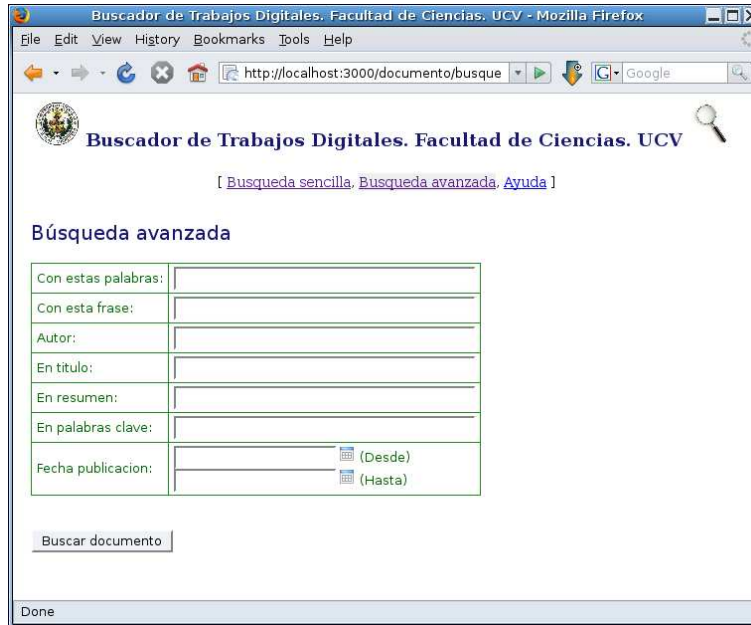 Buscador de Trabajos Digitales. Facultad de Ciencias. UCV - Mozilla Firefox
File Edit View History Bookmarks Tools Help
http://localhost:3000/documento/busque G Google
Buscador de Trabajos Digitales. Facultad de Ciencias. UCV
[ Busqueda sencilla, Busqueda avanzada, Ayuda ]
Búsqueda avanzada
Con estas palabras:
Con esta frase:
Autor:
En titulo:
En resumen:
En palabras clave:
Fecha publicacion: (Desde)
(Hasta)
Buscar documento
Done